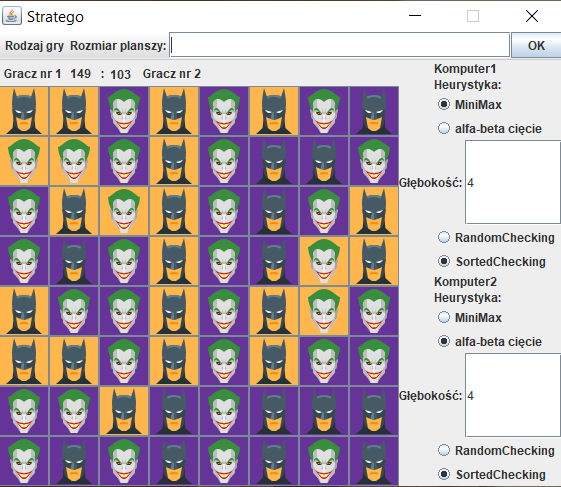 Stratego
Rodzaj gry Rozmiar planszy: OK
Gracz nr 1 149 : 103 Gracz nr 2
Komputer1
Heurystyka:
MiniMax
alfa-beta cięcie
Głębokość: 4
RandomChecking
SortedChecking
Komputer2
Heurystyka:
MiniMax
alfa-beta cięcie
Głębokość: 4
RandomChecking
SortedChecking